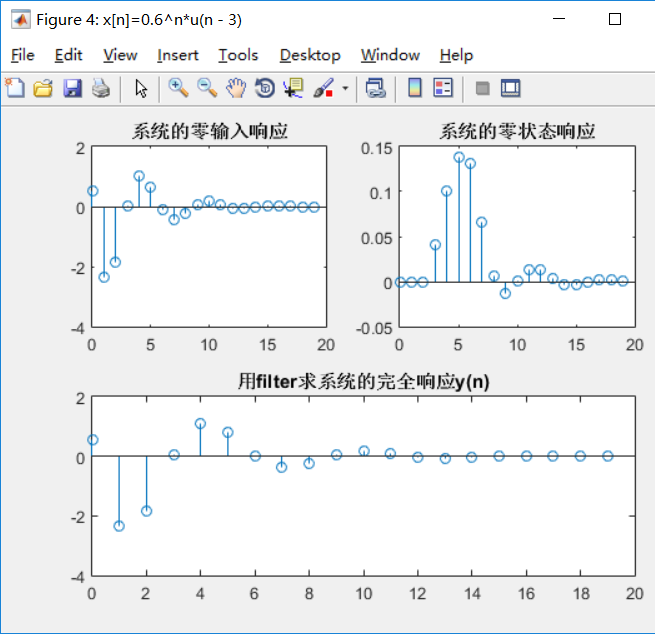 Figure 4: x[n]=0.6^n*u(n - 3)
File Edit View Insert Tools Desktop Window Help
系统的零输入响应
2
0
-2
-4
0 5 10 15 20
系统的零状态响应
0.15
0.1
0.05
0
-0.05
0 5 10 15 20
用filter求系统的完全响应y(n)
2
0
-2
-4
0 2 4 6 8 10 12 14 16 18 20